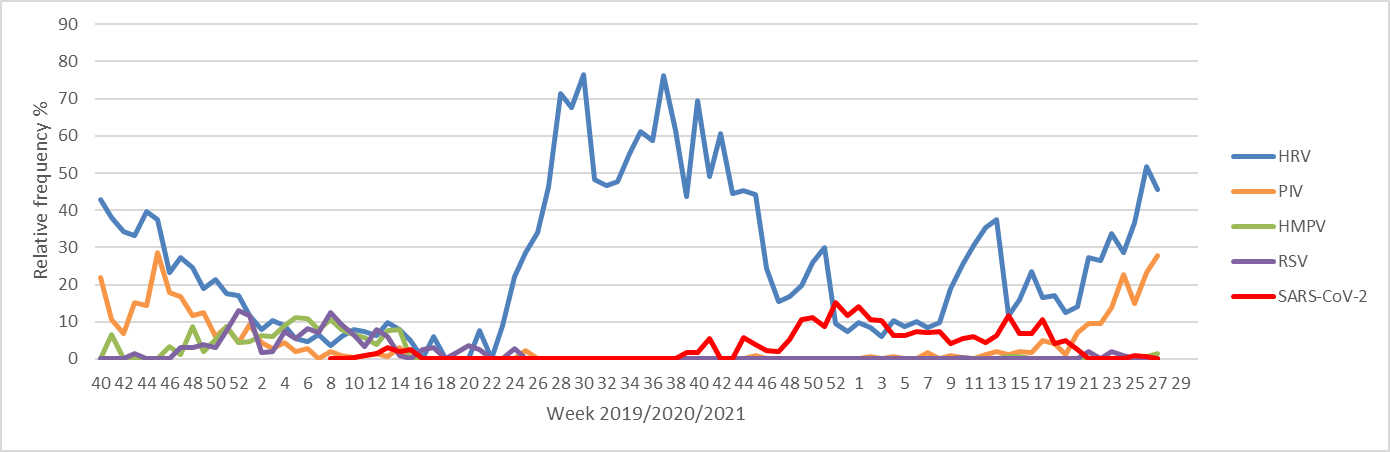 90
80
70
60
50
40
30
20
10
0
Relative frequency %
40 42 44 46 48 50 52 2 4 6 8 10 12 14 16 18 20 22 24 26 28 30 32 34 36 38 40 42 44 46 48 50 52 1 3 5 7 9 11 13 15 17 19 21 23 25 27 29
Week 2019/2020/2021
HRV
PIV
HMPV
RSV
SARS-CoV-2